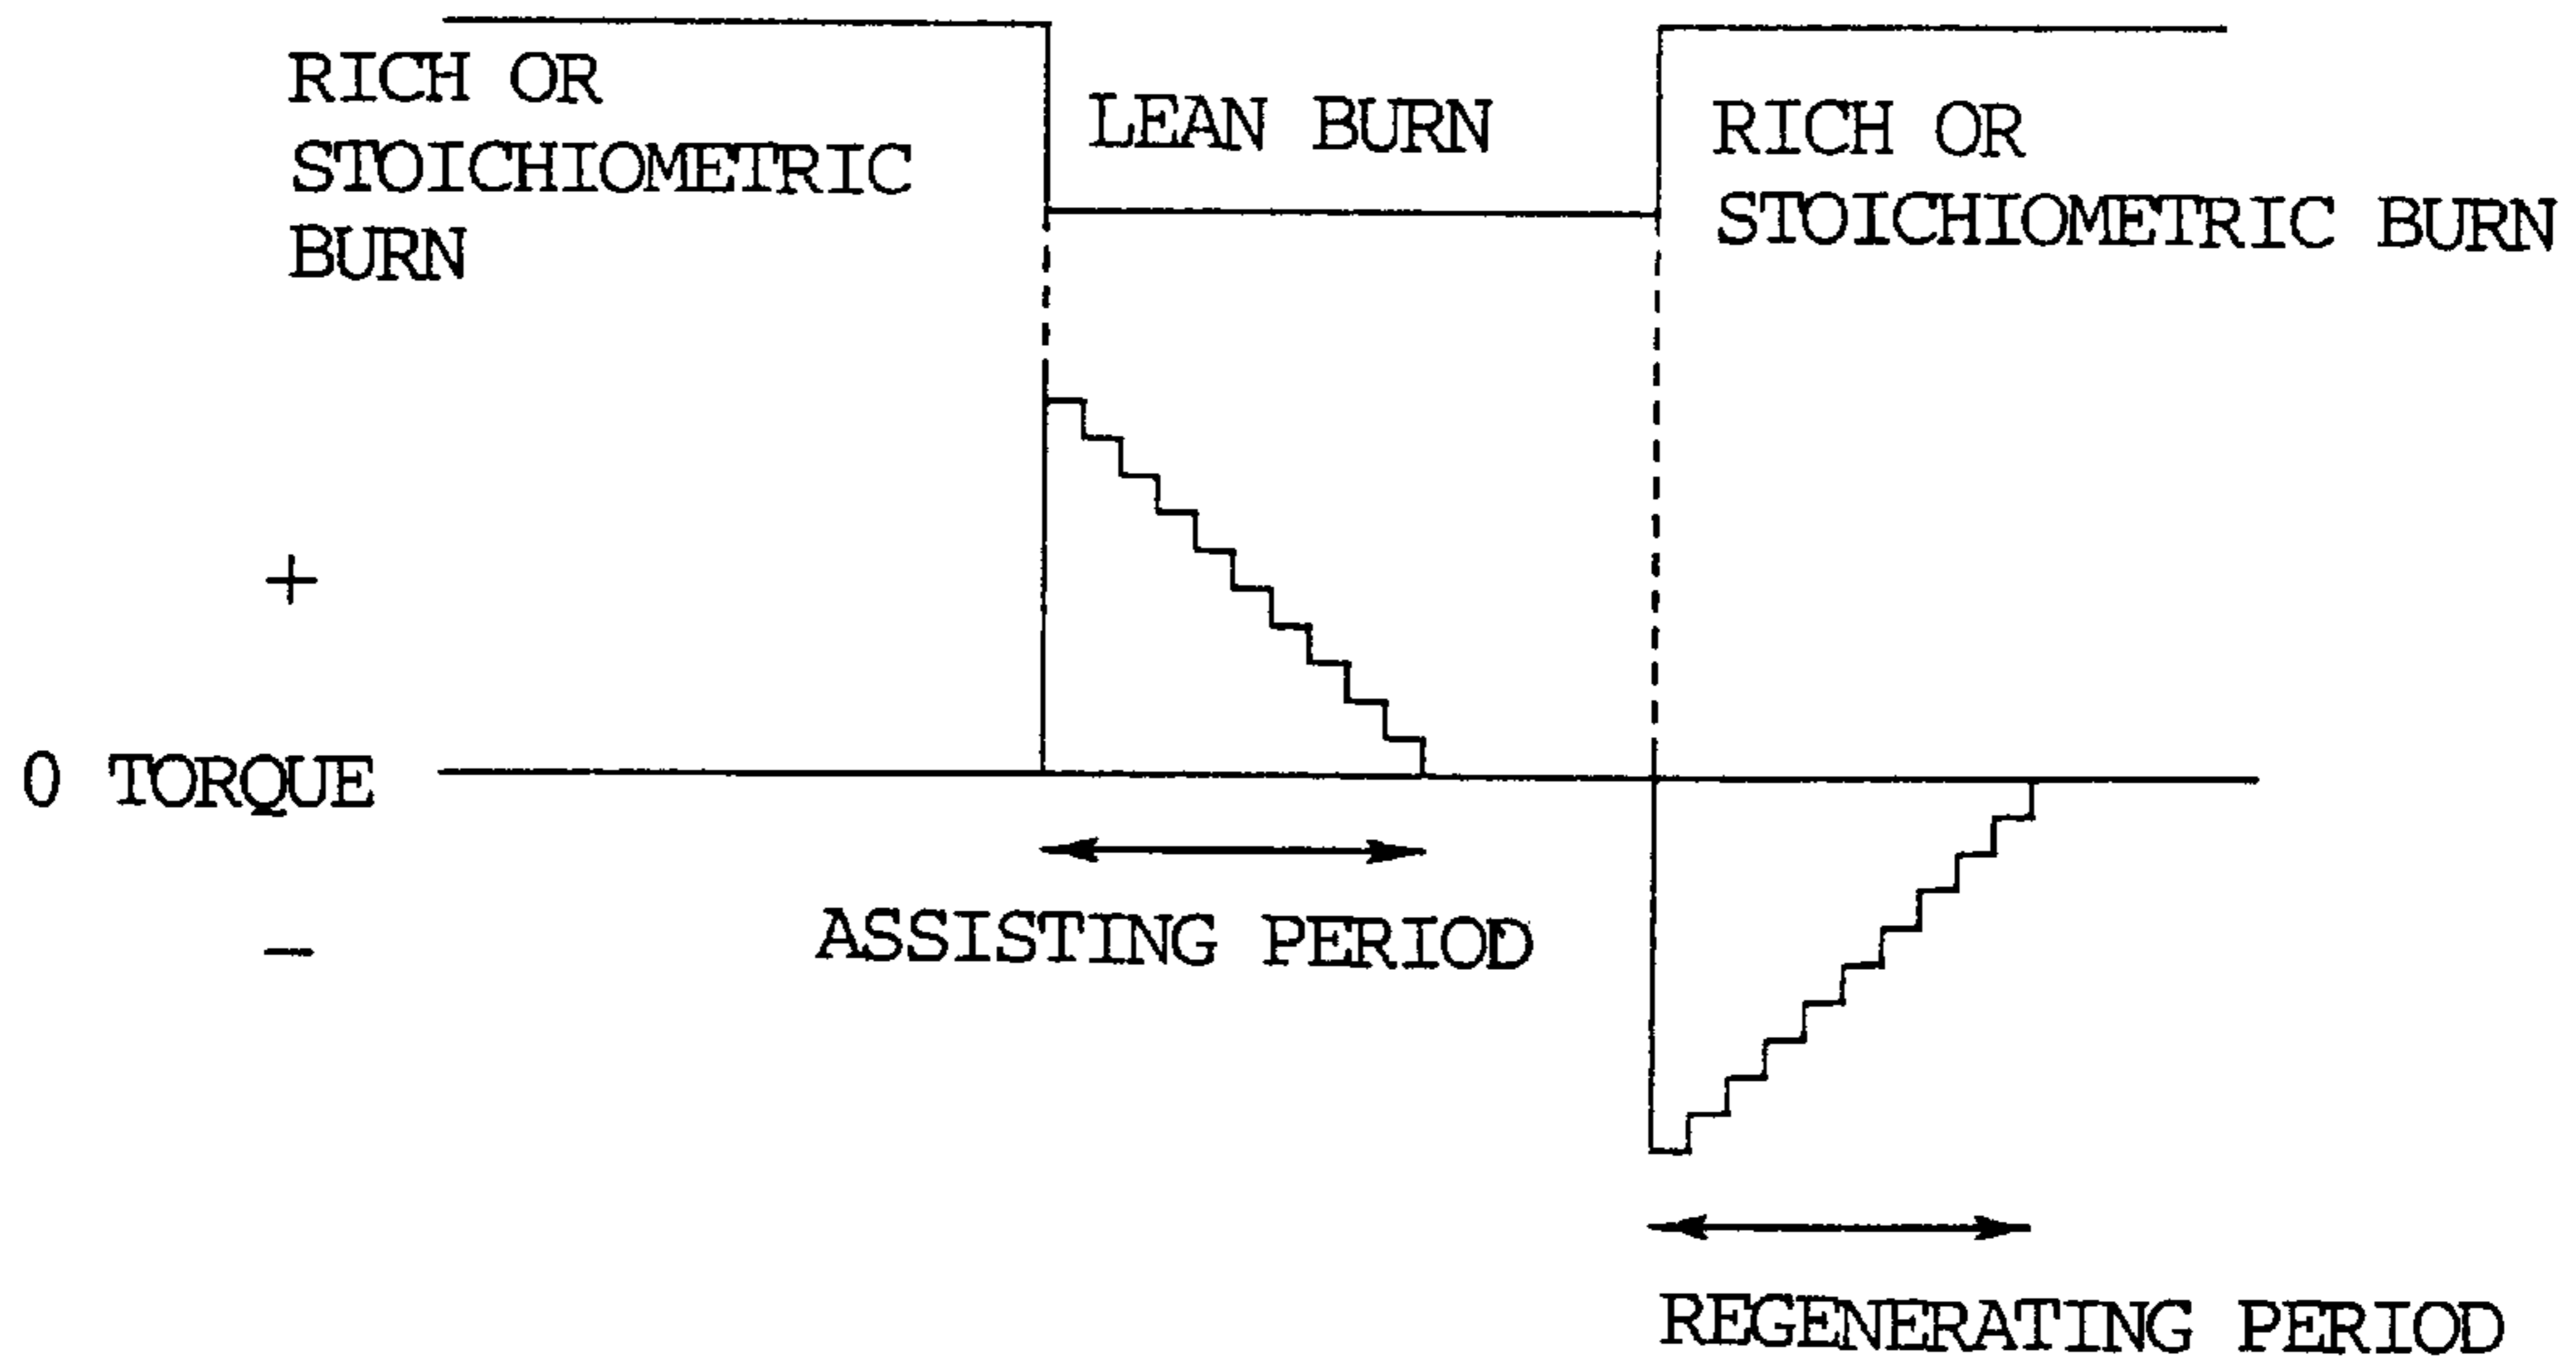 RICH OR
STOICHIOMETRIC
BURN
LEAN BURN
RICH OR
STOICHIOMETRIC BURN
+
0 TORQUE
−
ASSISTING PERIOD
REGENERATING PERIOD